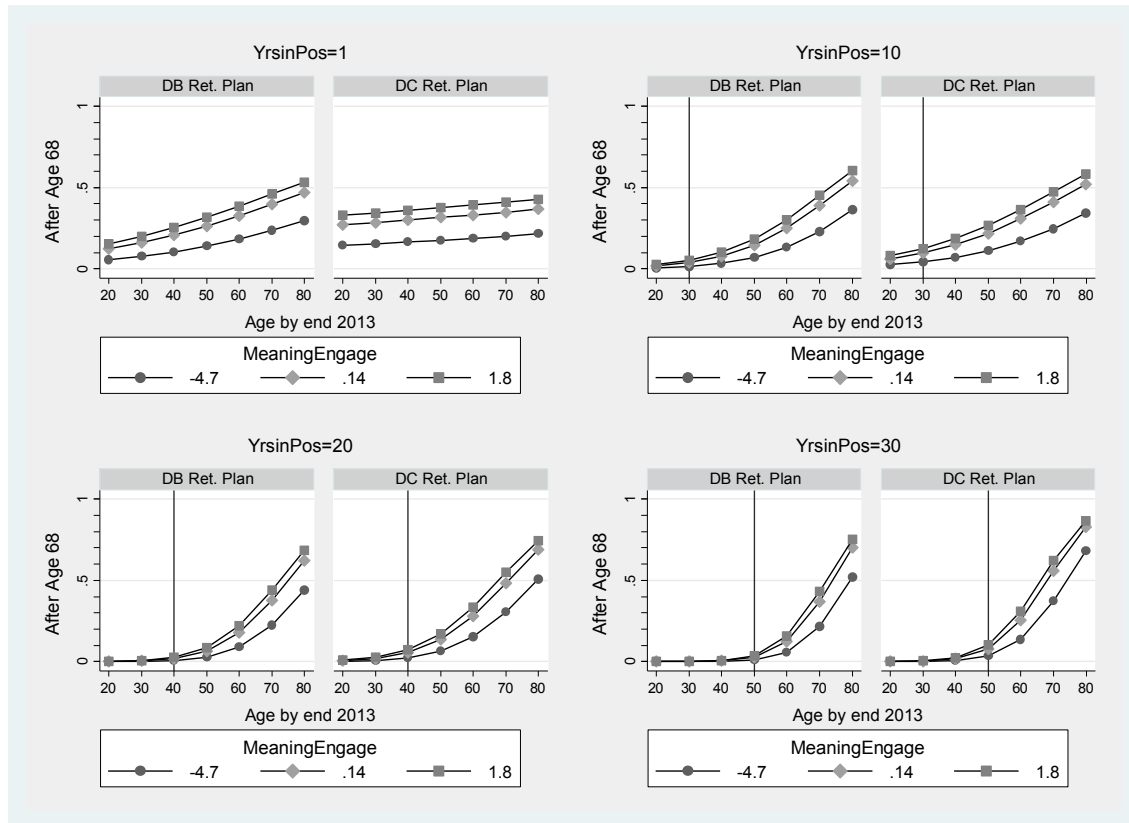 YrsinPos=1
DB Ret. Plan
DC Ret. Plan
After Age 68
0
.5
1
20 30 40 50 60 70 80
20 30 40 50 60 70 80
Age by end 2013
MeaningEngage
-4.7 .14 1.8
YrsinPos=10
DB Ret. Plan
DC Ret. Plan
After Age 68
0
.5
1
20 30 40 50 60 70 80
20 30 40 50 60 70 80
Age by end 2013
MeaningEngage
-4.7 .14 1.8
YrsinPos=20
DB Ret. Plan
DC Ret. Plan
After Age 68
0
.5
1
20 30 40 50 60 70 80
20 30 40 50 60 70 80
Age by end 2013
MeaningEngage
-4.7 .14 1.8
YrsinPos=30
DB Ret. Plan
DC Ret. Plan
After Age 68
0
.5
1
20 30 40 50 60 70 80
20 30 40 50 60 70 80
Age by end 2013
MeaningEngage
-4.7 .14 1.8